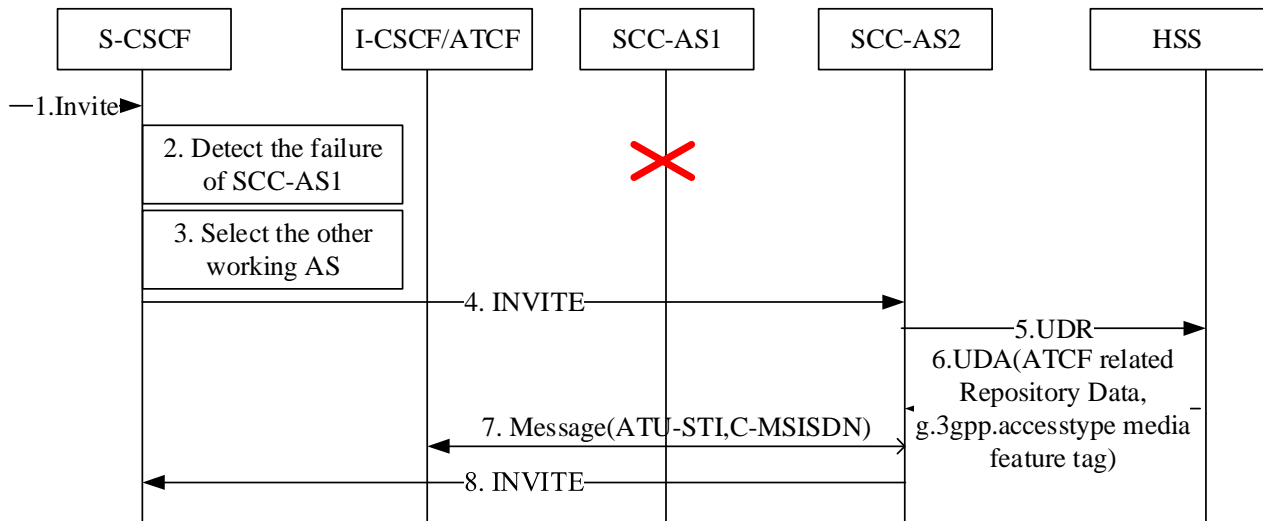 S-CSCF
I-CSCF/ATCF
SCC-AS1
SCC-AS2
HSS
1.Invite
2. Detect the failure
of SCC-AS1
3. Select the other
working AS
4. INVITE
5.UDR
6.UDA(ATCF related
Repository Data,
g.3gpp.accesstype media
feature tag)
7. Message(ATU-STI,C-MSISDN)
8. INVITE